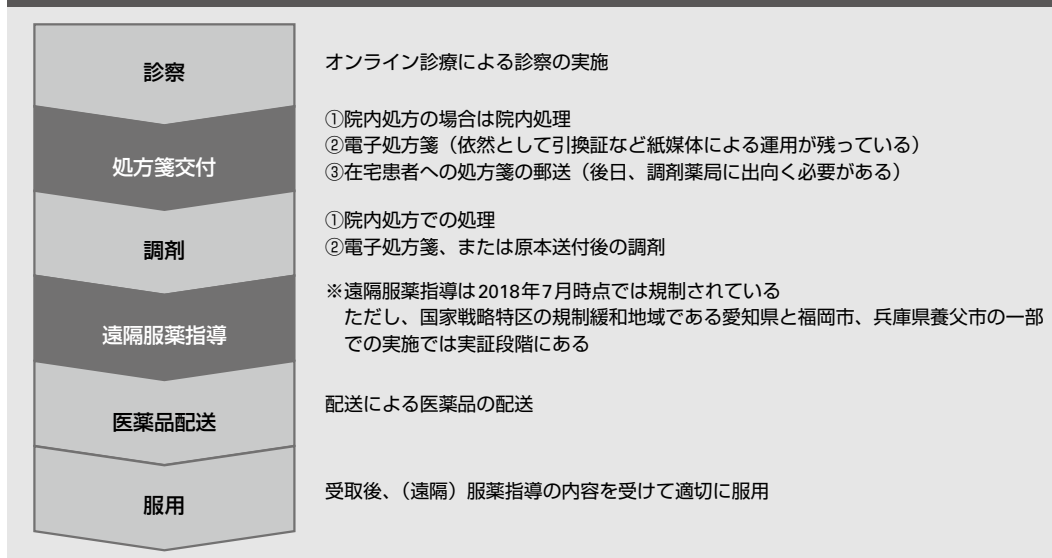 診察
オンライン診療による診察の実施
処方箋交付
①院内処方の場合は院内処理
②電子処方箋（依然として引換証など紙媒体による運用が残っている）
③在宅患者への処方箋の郵送（後日、調剤薬局に出向く必要がある）
調剤
①院内処方での処理
②電子処方箋、または原本送付後の調剤
遠隔服薬指導
※遠隔服薬指導は2018年7月時点では規制されている
ただし、国家戦略特区の規制緩和地域である愛知県と福岡市、兵庫県養父市の一部
での実施では実証段階にある
医薬品配送
配送による医薬品の配送
服用
受取後、（遠隔）服薬指導の内容を受けて適切に服用